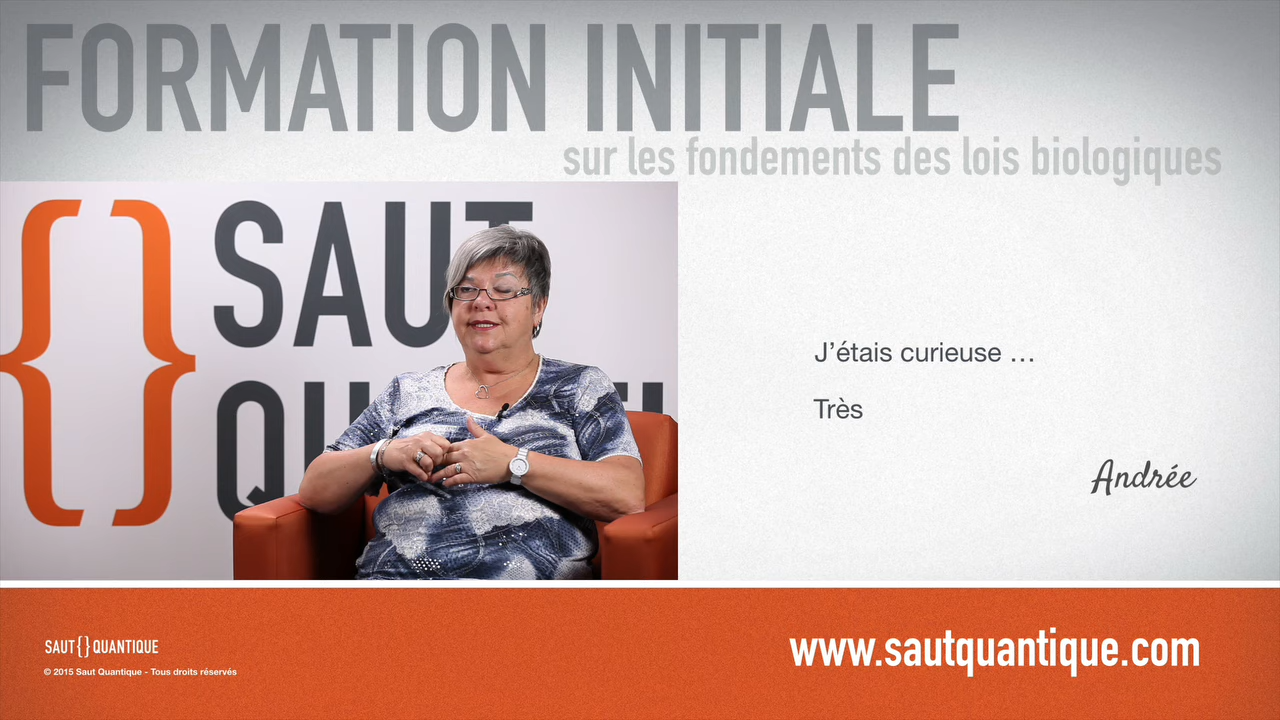 FORMATION INITIALE
sur les fondements des lois biologiques
SAUT
J’étais curieuse …
Très
Andrée
SAUT{}QUANTIQUE
© 2015 Saut Quantique - Tous droits réservés
www.sautquantique.com